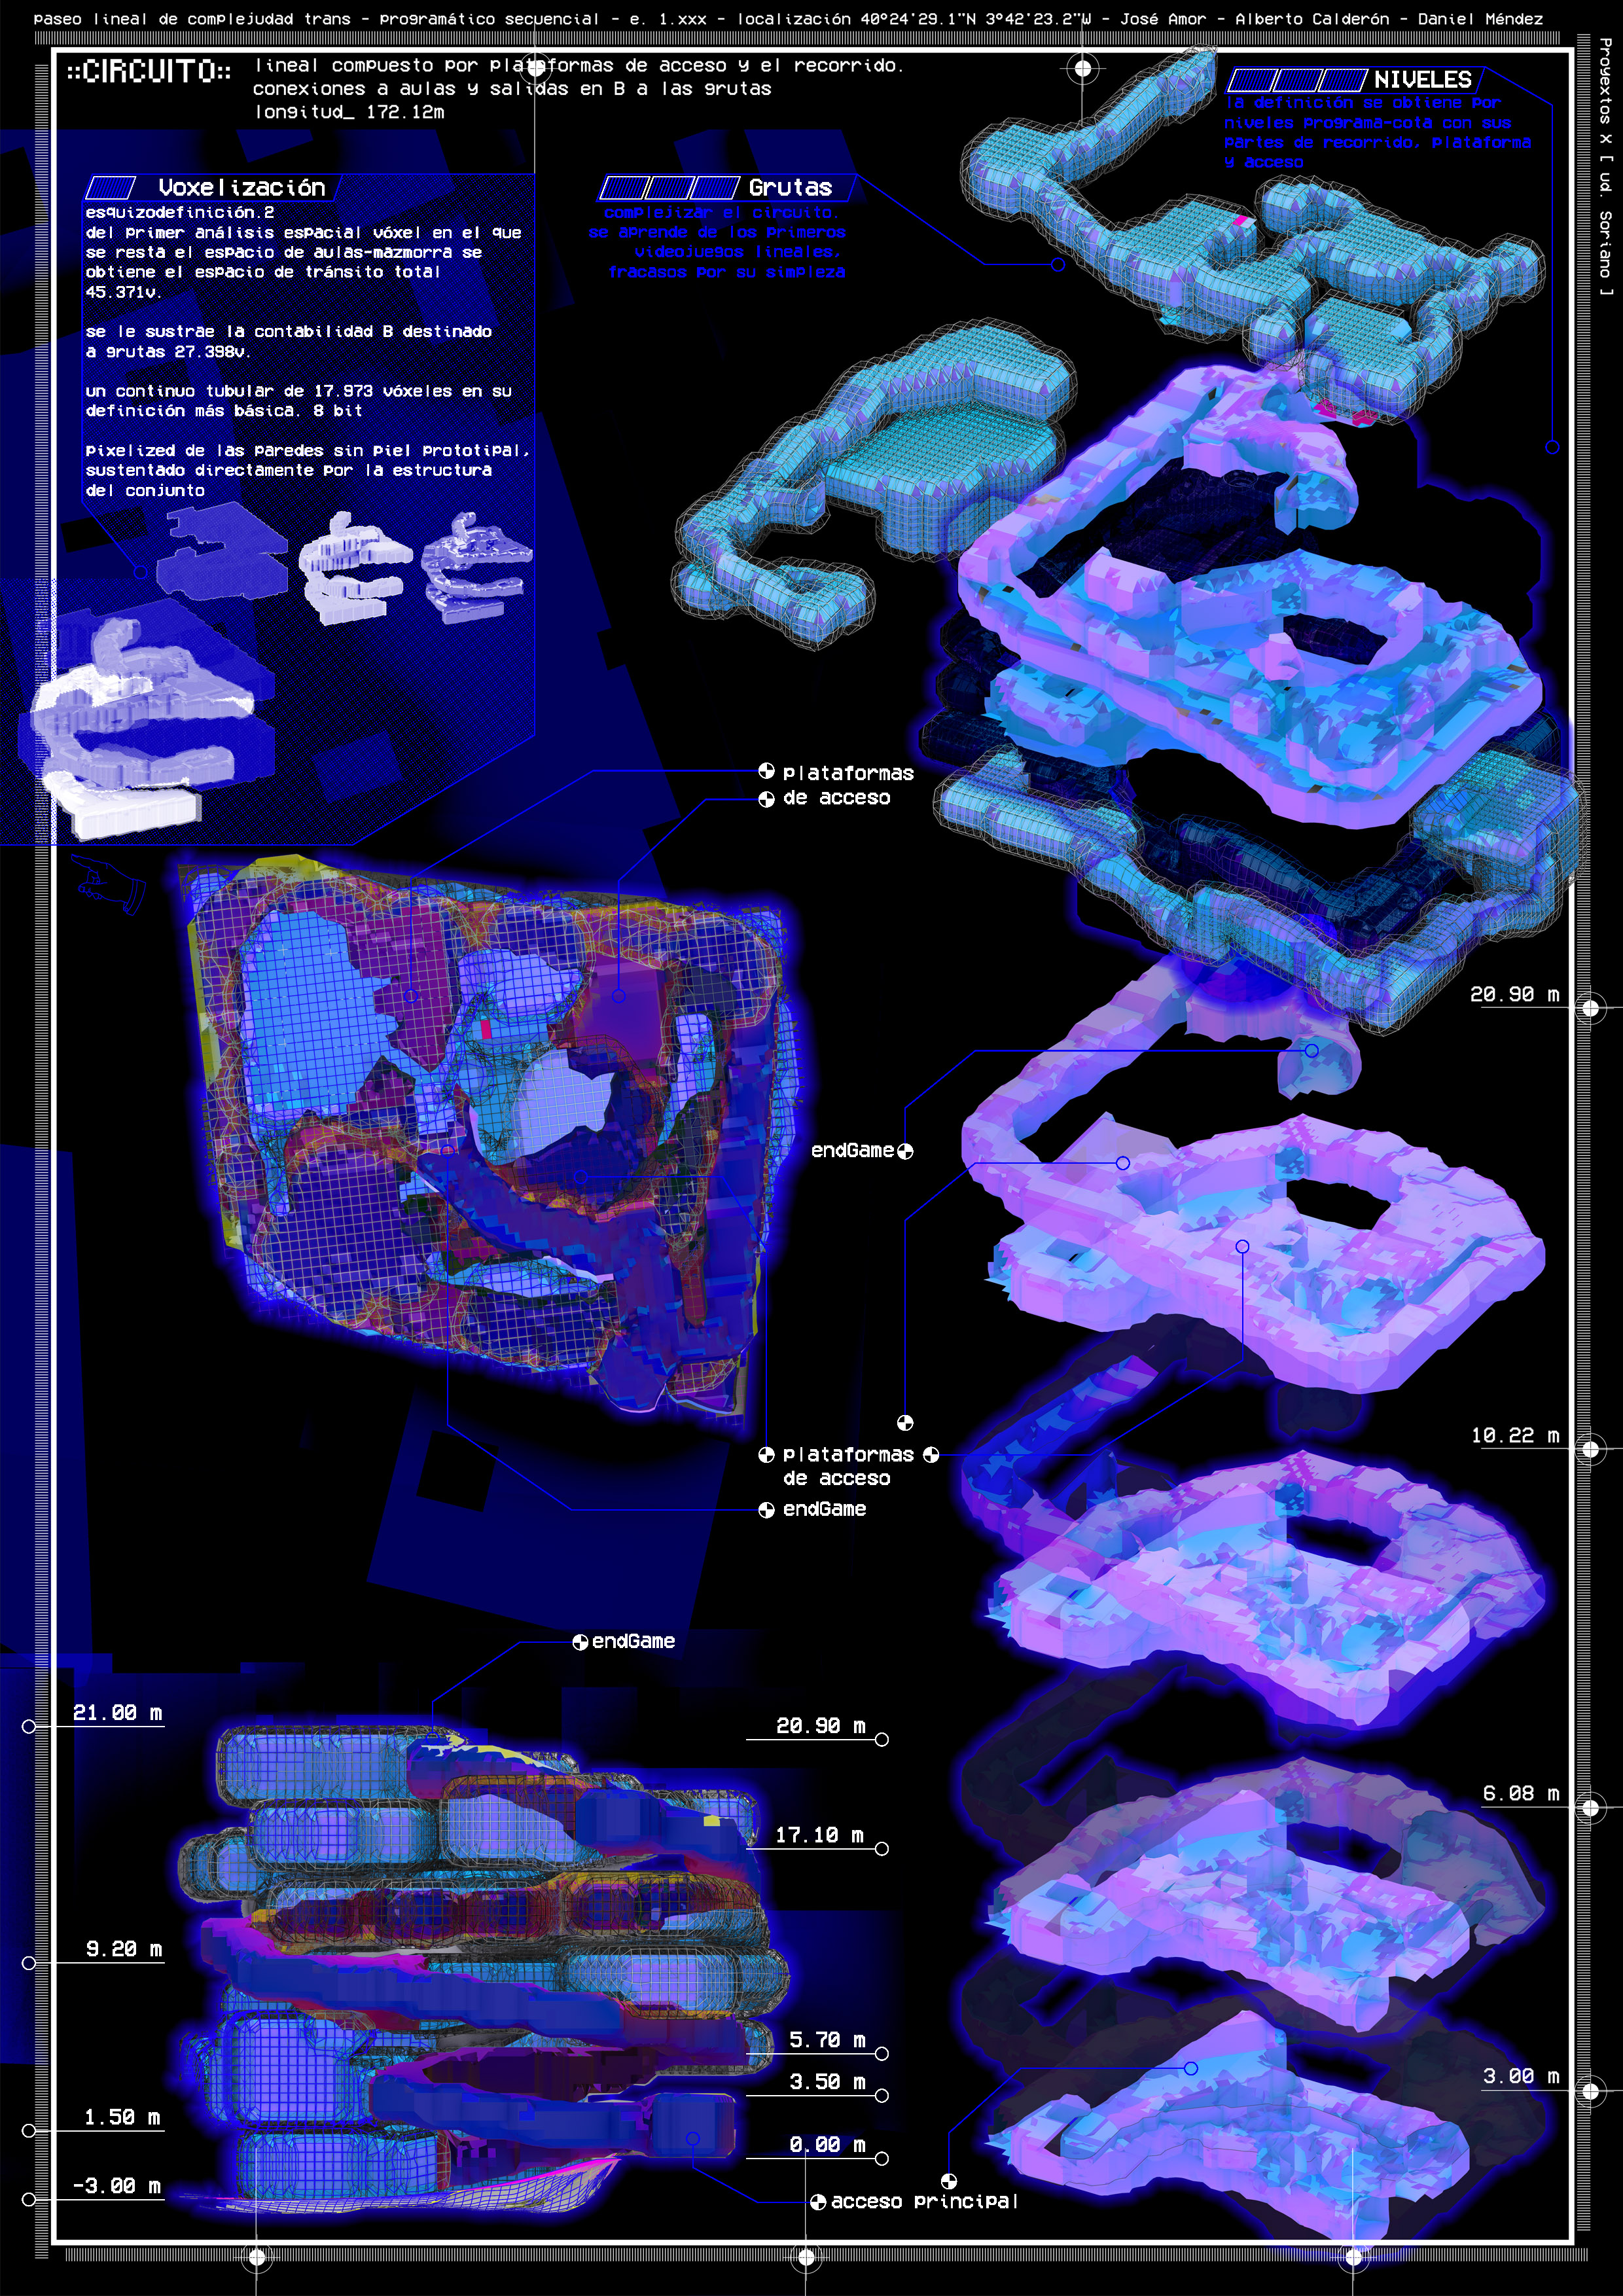 paseo lineal de complejudad trans - programático secuencial - e. 1.xxx - localización 40°24'29.1"N 3°42'23.2"W - José Amor - Alberto Calderón - Daniel Méndez
Proyextos X [ ud. Soriano ]
::CIRCUITO::
lineal compuesto por plataformas de acceso y el recorrido.
conexiones a aulas y salidas en B a las grutas
longitud_ 172.12m
NIVELES
la definición se obtiene por
niveles programa-cota con sus
partes de recorrido, plataforma
y acceso
Voxelización
esquizodefinición.2
del primer análisis espacial vóxel en el que
se resta el espacio de aulas-mazmorra se
obtiene el espacio de tránsito total
45.371v.
se le sustrae la contabilidad B destinado
a grutas 27.398v.
un continuo tubular de 17.973 vóxeles en su
definición más básica. 8 bit
pixelized de las paredes sin piel prototipal,
sustentado directamente por la estructura
del conjunto
Grutas
complejizar el circuito.
se aprende de los primeros
videojuegos lineales,
fracasos por su simpleza
plataformas
de acceso
20.90 m
endGame
10.22 m
plataformas
de acceso
endGame
endGame
21.00 m
20.90 m
6.08 m
17.10 m
9.20 m
5.70 m
3.50 m
3.00 m
1.50 m
0.00 m
-3.00 m
acceso principal